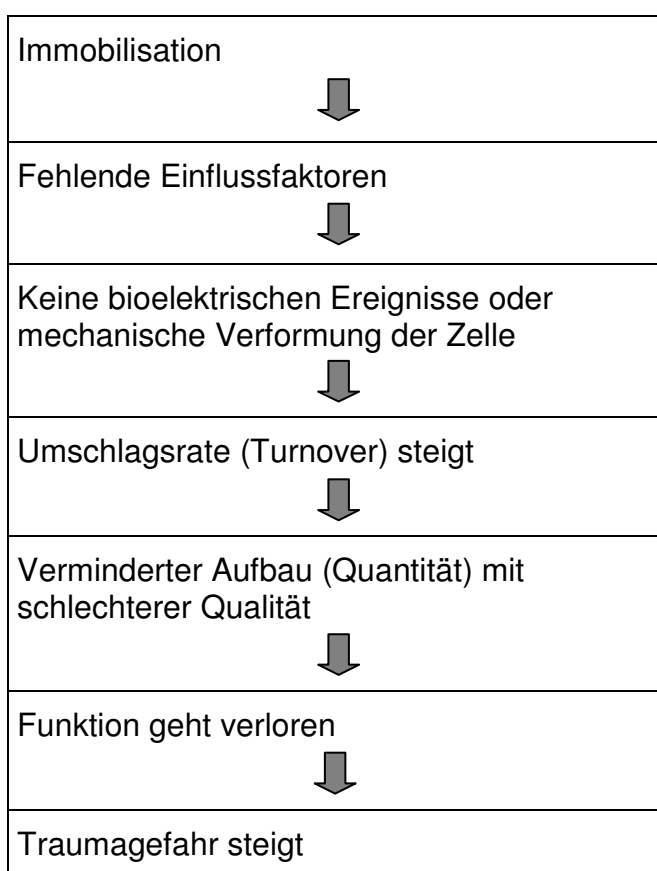 Immobilisation
Fehlende Einflussfaktoren
Keine bioelektrischen Ereignisse oder
mechanische Verformung der Zelle
Umschlagsrate (Turnover) steigt
Verminderter Aufbau (Quantität) mit
schlechterer Qualität
Funktion geht verloren
Traumagefahr steigt